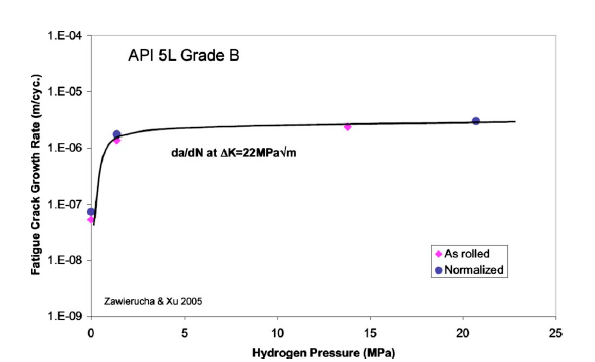 API 5L Grade B
1.E-04
1.E-05
1.E-06
1.E-07
1.E-08
1.E-09
Fatigue Crack Growth Rate (m/cyc.)
da/dN at ΔK=22MPa√m
As rolled
Normalized
Zawierucha & Xu 2005
0 5 10 15 20 25
Hydrogen Pressure (MPa)